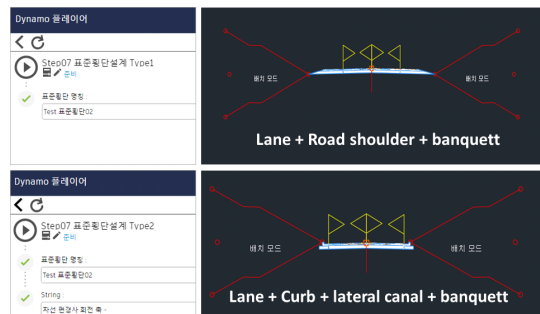 Dynamo 플레이어
Step07 표준횡단설계 Type1
준비
표준횡단 명칭 :
Test 표준횡단02
배치 모드
배치 모드
Lane + Road shoulder + banquett
Dynamo 플레이어
Step07 표준횡단설계 Type2
준비
표준횡단 명칭 :
Test 표준횡단02
String :
차선 편경사 회전 축 -
배치 모드
배치 모드
Lane + Curb + lateral canal + banquett